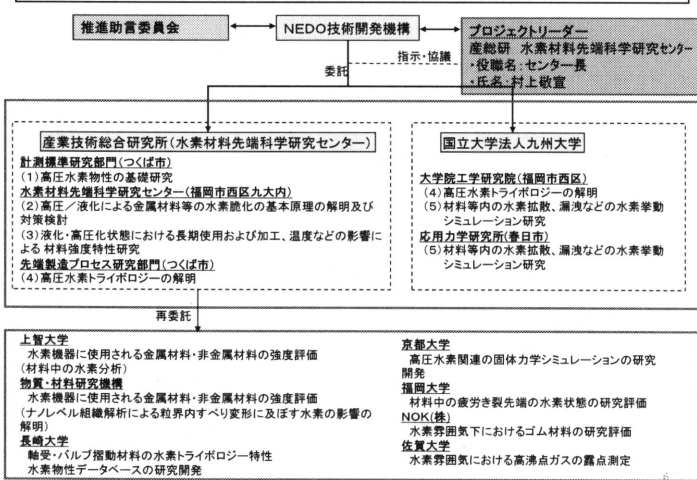 推進助言委員会
NEDO技術開発機構
プロジェクトリーダー
産総研 水素材料先端科学研究センター
・役職名:センター長
・氏名:村上敬宜
指示・協議
委託
産業技術総合研究所(水素材料先端科学研究センター)
計測標準研究部門(つくば市)
(1)高圧水素物性の基礎研究
水素材料先端科学研究センター(福岡市西区九大内)
(2)高圧/液化による金属材料等の水素脆化の基本原理の解明及び
対策検討
(3)液化・高圧化状態における長期使用および加工、温度などの影響に
よる 材料強度特性研究
先端製造プロセス研究部門(つくば市)
(4)高圧水素トライボロジーの解明
国立大学法人九州大学
大学院工学研究院(福岡市西区)
(4)高圧水素トライボロジーの解明
(5)材料等内の水素拡散、漏洩などの水素挙動
シミュレーション研究
応用力学研究所(春日市)
(5)材料等内の水素拡散、漏洩などの水素挙動
シミュレーション研究
再委託
上智大学
水素機器に使用される金属材料・非金属材料の強度評価
(材料中の水素分析)
物質・材料研究機構
水素機器に使用される金属材料・非金属材料の強度評価
(ナノレベル組織解析による粒界内すべり変形に及ぼす水素の影響の
解明)
長崎大学
軸受・バルブ摺動材料の水素トライボロジー特性
水素物性データベースの研究開発
京都大学
高圧水素関連の固体力学シミュレーションの研究
開発
福岡大学
材料中の疲労き裂先端の水素状態の研究評価
NOK(株)
水素雰囲気下におけるゴム材料の研究評価
佐賀大学
水素雰囲気における高沸点ガスの露点測定